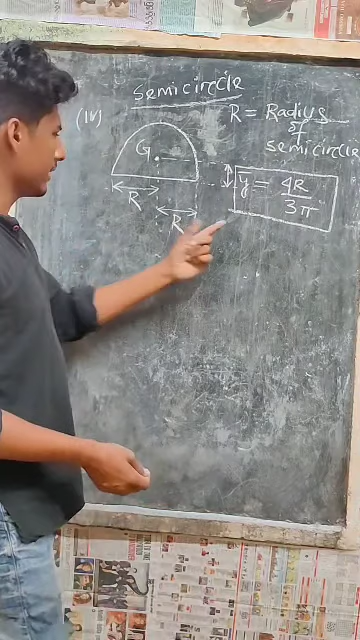 Semicircle
(IV)
R = Radius
of
semicircle
G
ȳ = 4R/3π
R
R